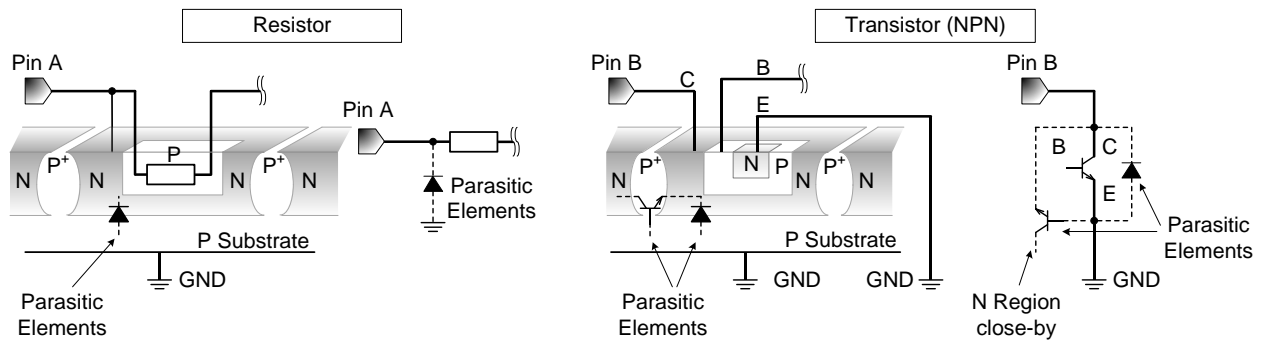 Resistor
Pin A
Pin A
P
N
P+
N
N
P+
N
Parasitic
Elements
P Substrate
GND
Parasitic
Elements
Transistor (NPN)
Pin B
C
B
E
N
P+
N
N
P
N
P+
N
P Substrate
GND
GND
Parasitic
Elements
Pin B
B
C
E
Parasitic
Elements
GND
N Region
close-by